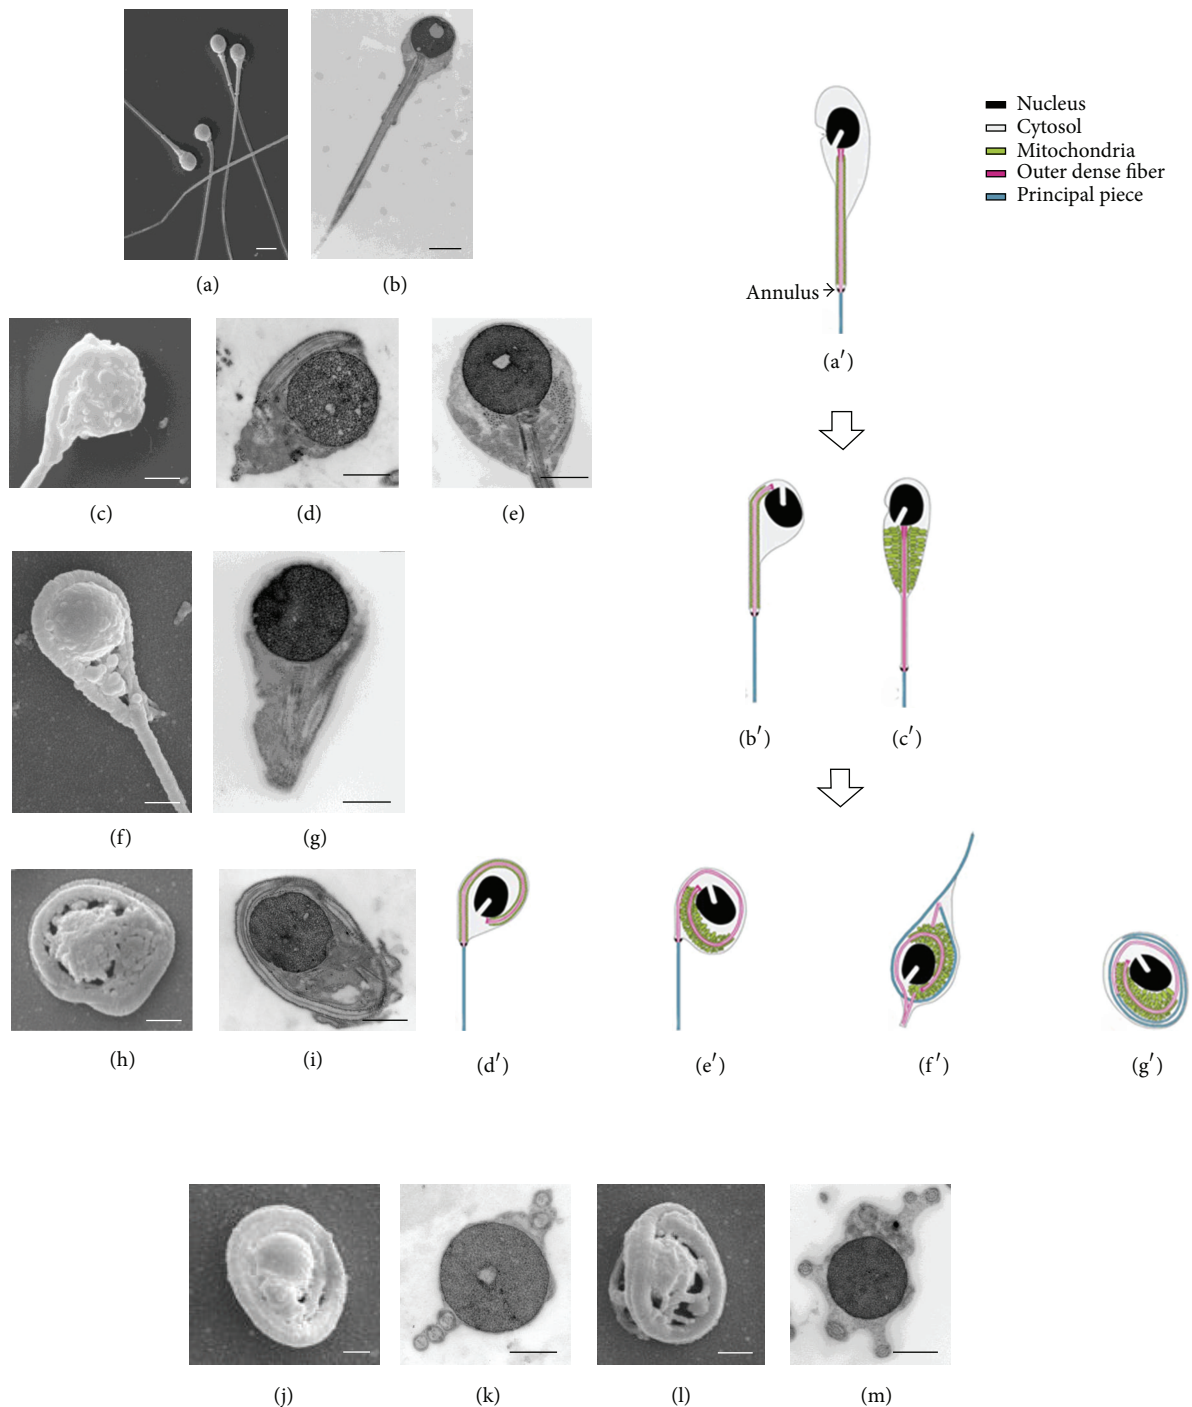 (a)
(b)
Nucleus
Cytosol
Mitochondria
Outer dense fiber
Principal piece
Annulus
(a′)
(c)
(d)
(e)
(b′)
(c′)
(f)
(g)
(h)
(i)
(d′)
(e′)
(f′)
(g′)
(j)
(k)
(l)
(m)